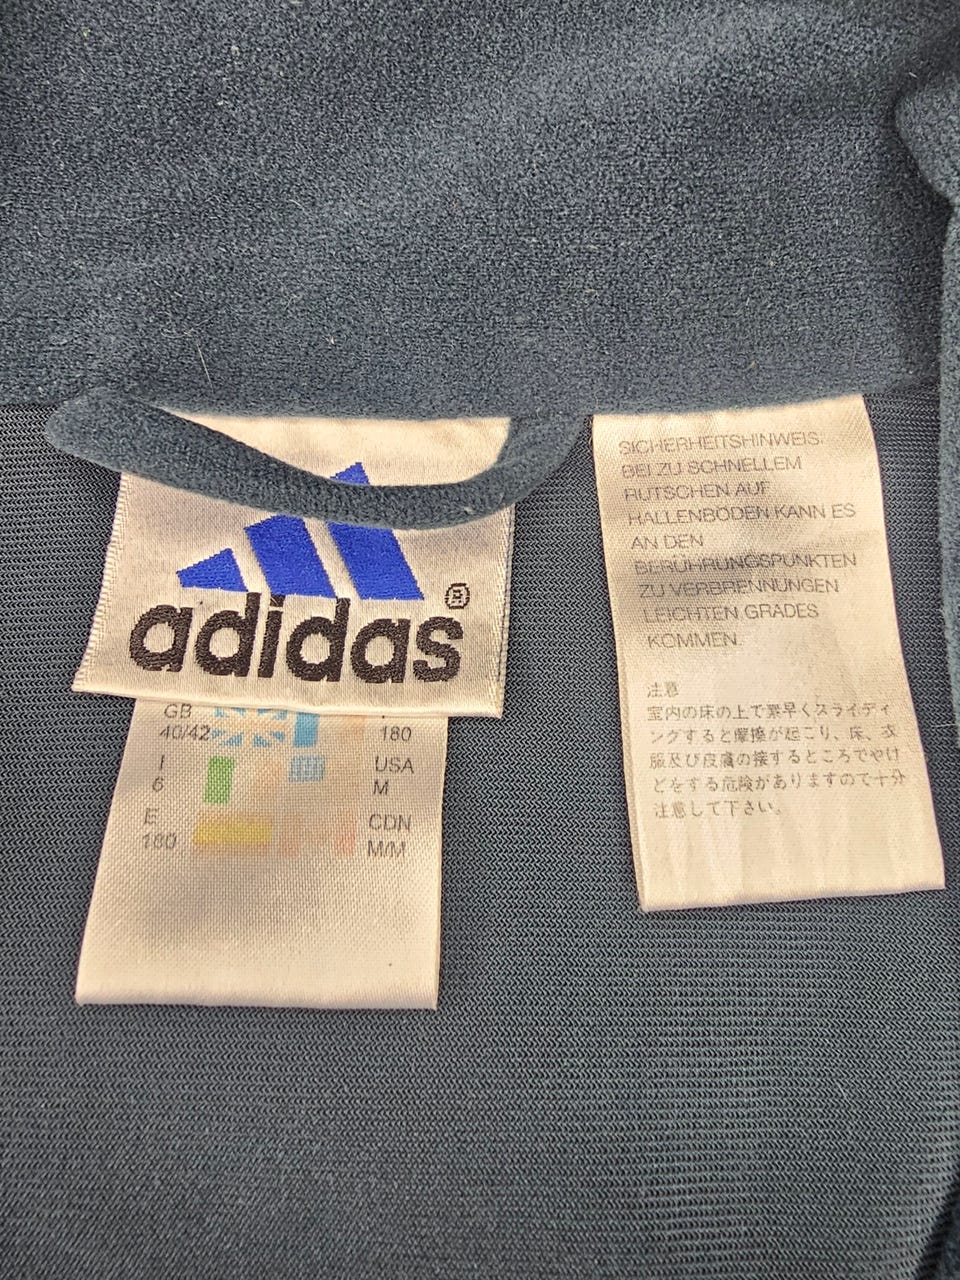 adidas®
GB
40/42
180
I
6
USA
M
E
180
CDN
M/M
SICHERHEITSHINWEIS:
BEI ZU SCHNELLEM
RUTSCHEN AUF
HALLENBÖDEN KANN ES
AN DEN
BERÜHRUNGSPUNKTEN
ZU VERBRENNUNGEN
LEICHTEN GRADES
KOMMEN.
注意
室内の床の上で素早くスライディ
ングすると摩擦が起こり、床、衣
服及び皮膚の接するところでやけ
どをする危険がありますので十分
注意して下さい。